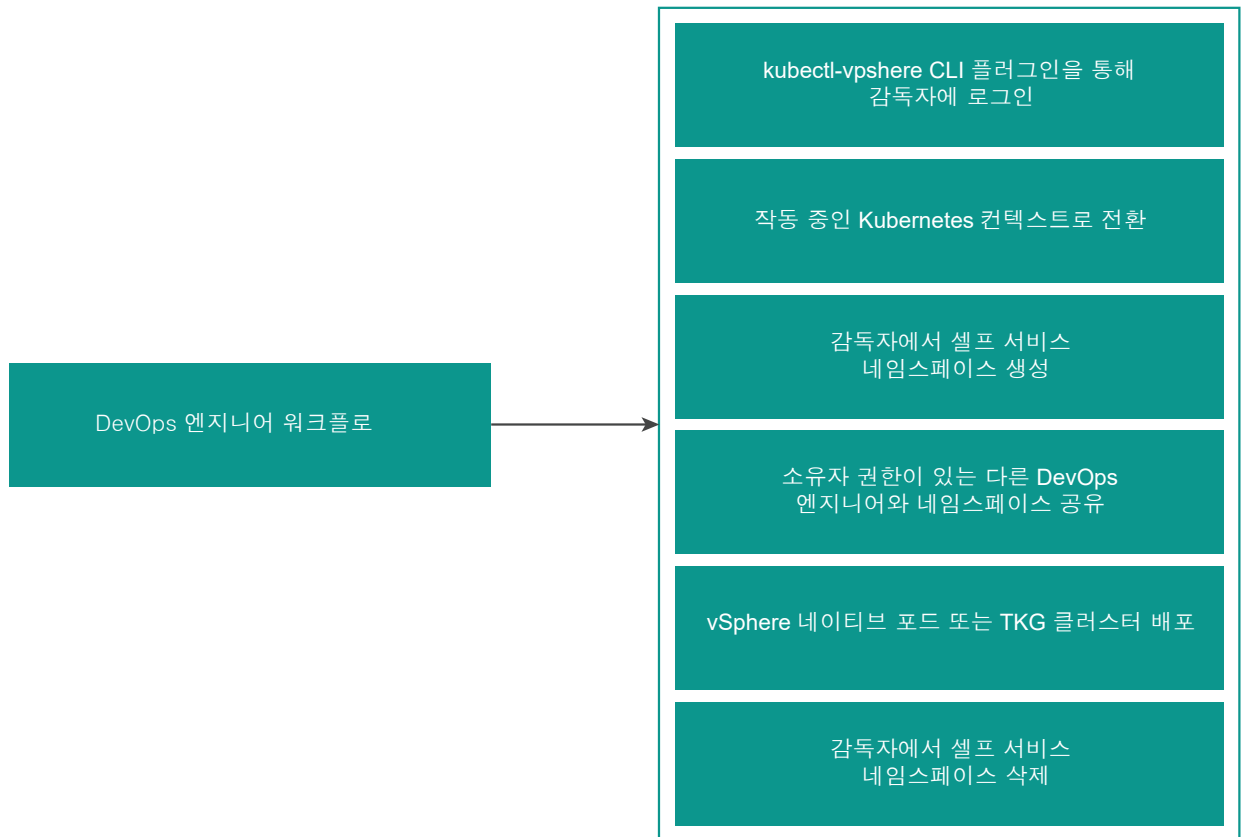 DevOps 엔지니어 워크플로
kubectl-vpshere CLI 플러그인을 통해
감독자에 로그인
작동 중인 Kubernetes 컨텍스트로 전환
감독자에서 셀프 서비스
네임스페이스 생성
소유자 권한이 있는 다른 DevOps
엔지니어와 네임스페이스 공유
vSphere 네이티브 포드 또는 TKG 클러스터 배포
감독자에서 셀프 서비스
네임스페이스 삭제